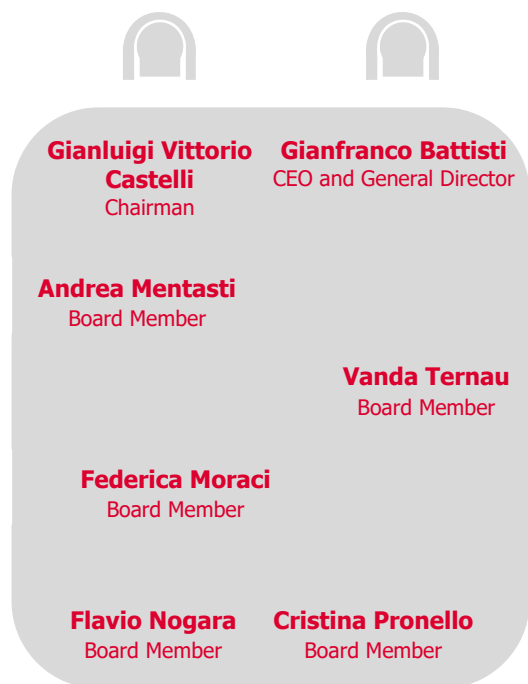 Gianluigi Vittorio
Castelli
Chairman
Gianfranco Battisti
CEO and General Director
Andrea Mentasti
Board Member
Vanda Ternau
Board Member
Federica Moraci
Board Member
Flavio Nogara
Board Member
Cristina Pronello
Board Member